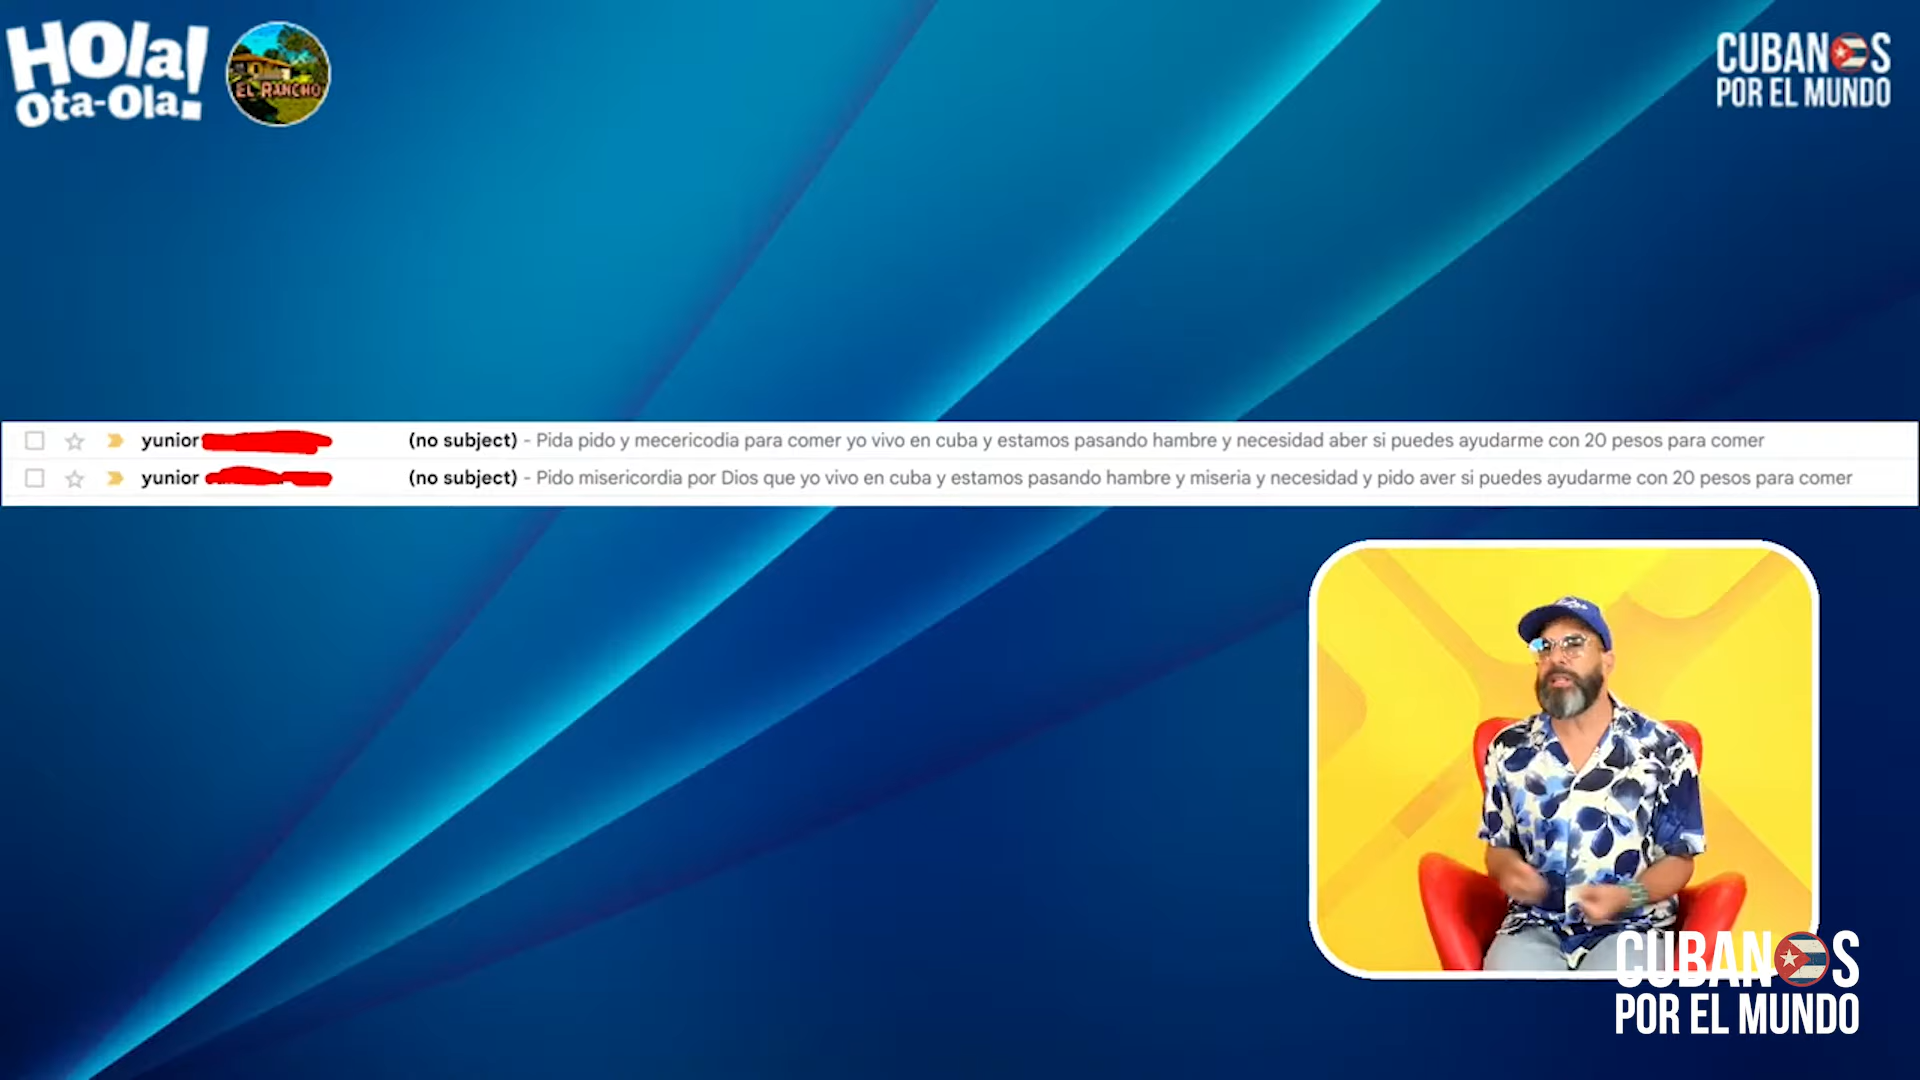 HOla!
Ota-Ola!
EL RANCHO
CUBANOS
POR EL MUNDO
yunior (no subject) - Pida pido y mecericodia para comer yo vivo en cuba y estamos pasando hambre y necesidad aber si puedes ayudarme con 20 pesos para comer
yunior (no subject) - Pido misericordia por Dios que yo vivo en cuba y estamos pasando hambre y miseria y necesidad y pido aver si puedes ayudarme con 20 pesos para comer
CUBANOS
POR EL MUNDO